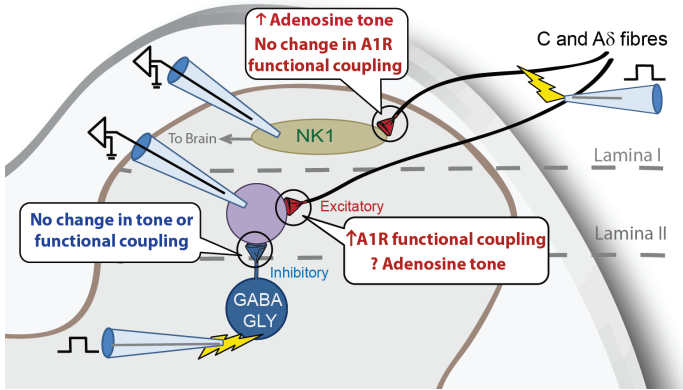 ↑ Adenosine tone
No change in A1R
functional coupling
C and Aδ fibres
To Brain
NK1
Lamina I
No change in tone or
functional coupling
Excitatory
Lamina II
↑A1R functional coupling
? Adenosine tone
Inhibitory
GABA
GLY